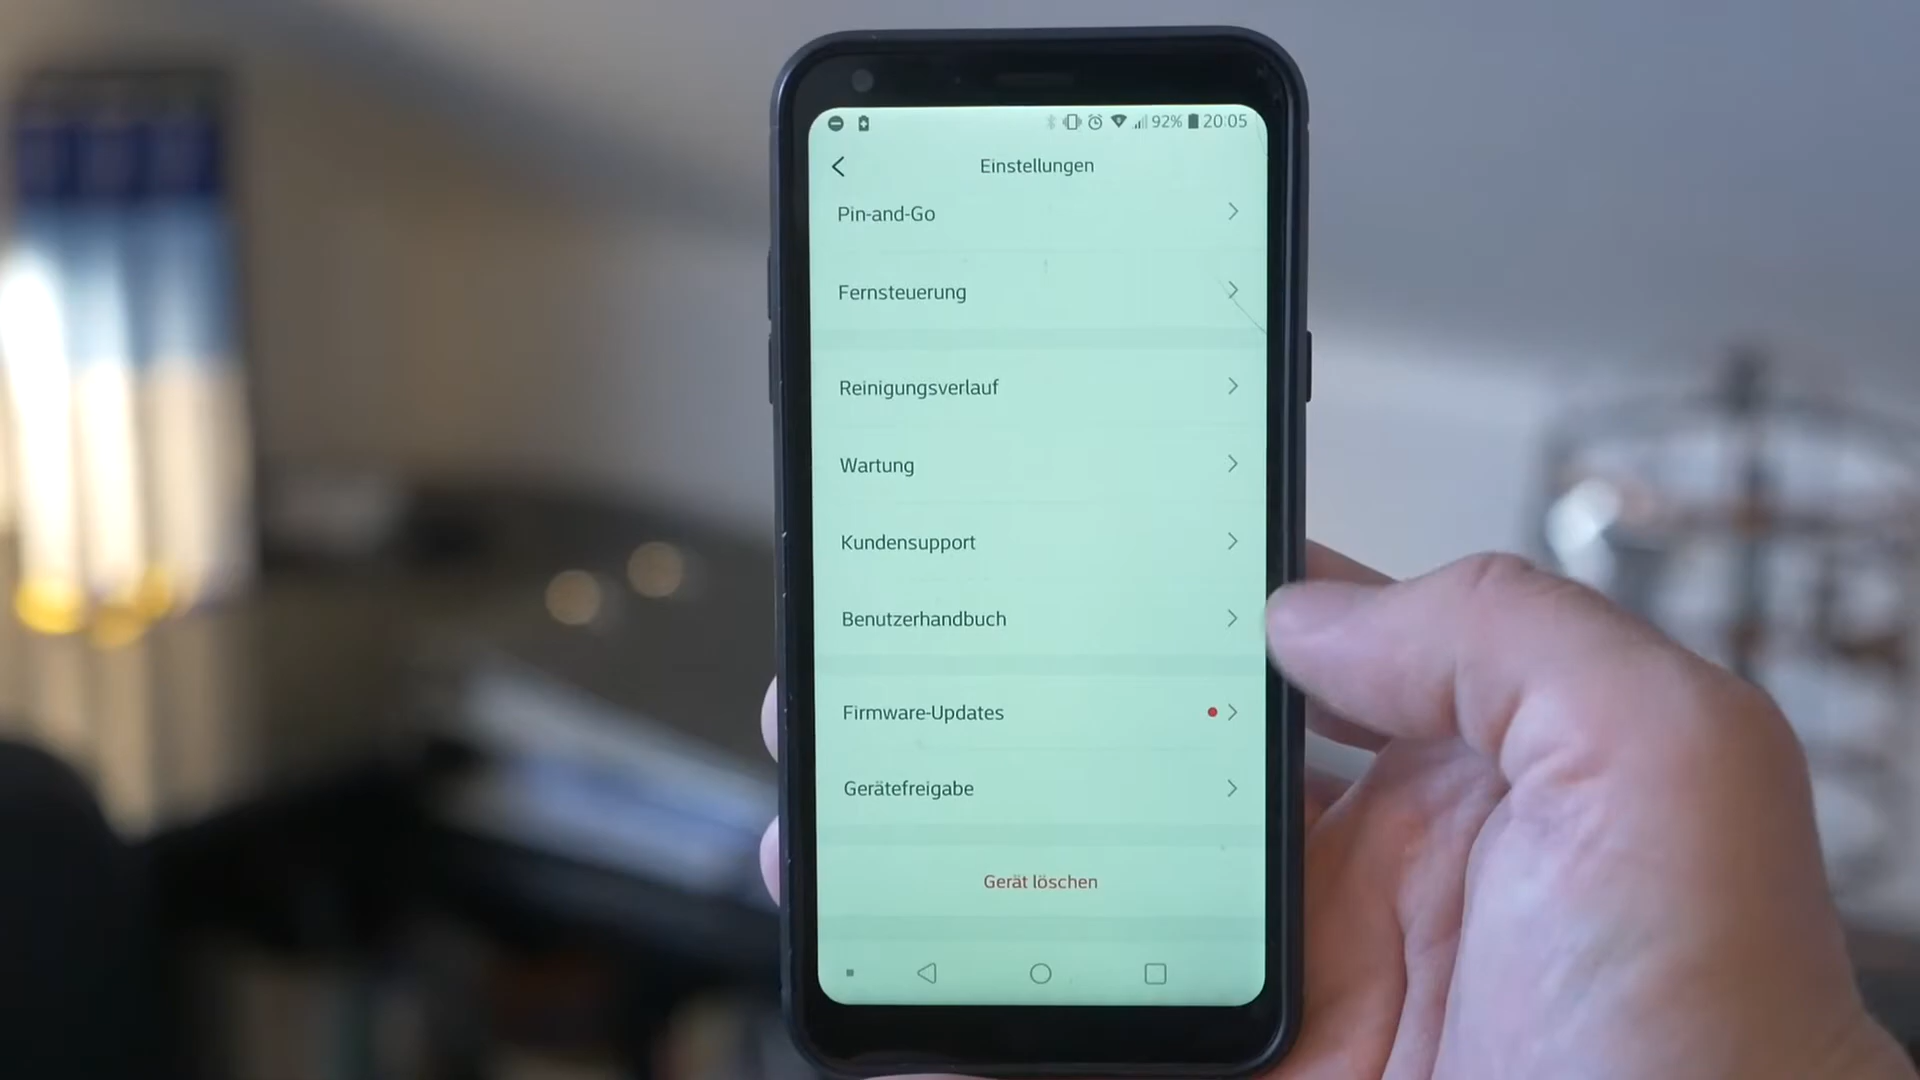 92% 20:05
Einstellungen
Pin-and-Go
Fernsteuerung
Reinigungsverlauf
Wartung
Kundensupport
Benutzerhandbuch
Firmware-Updates
Gerätefreigabe
Gerät löschen